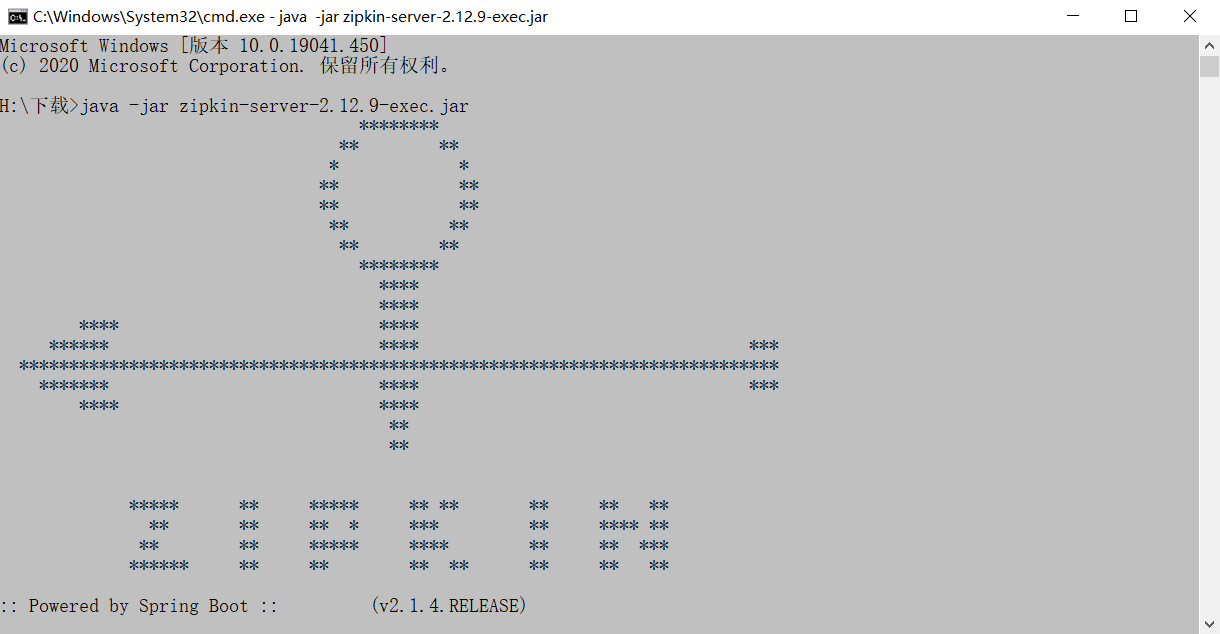 C:\Windows\System32\cmd.exe - java  -jar zipkin-server-2.12.9-exec.jar
Microsoft Windows [版本 10.0.19041.450]
(c) 2020 Microsoft Corporation. 保留所有权利。
H:\下载>java -jar zipkin-server-2.12.9-exec.jar
ZIPKIN
:: Powered by Spring Boot ::         (v2.1.4.RELEASE)